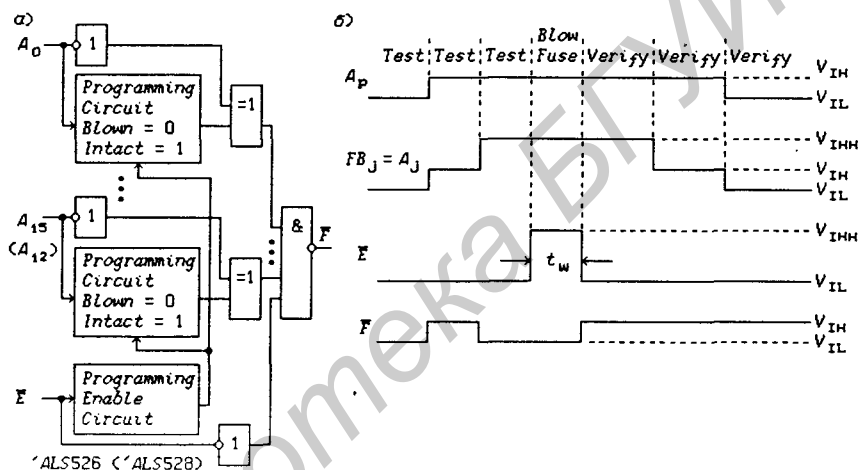 а)
A0
1
Programming
Circuit
Blown = 0
Intact = 1
=1
A15
(A12)
1
Programming
Circuit
Blown = 0
Intact = 1
=1
&
F̅
E̅
Programming
Enable
Circuit
1
'ALS526 ('ALS528)
б)
Test Test Test Blow Fuse Verify Verify Verify
Ap
VIH
VIL
FBj = Aj
VIHH
VIH
VIL
E̅
tw
VIHH
VIL
F̅
VIH
VIL
отека БГУИ